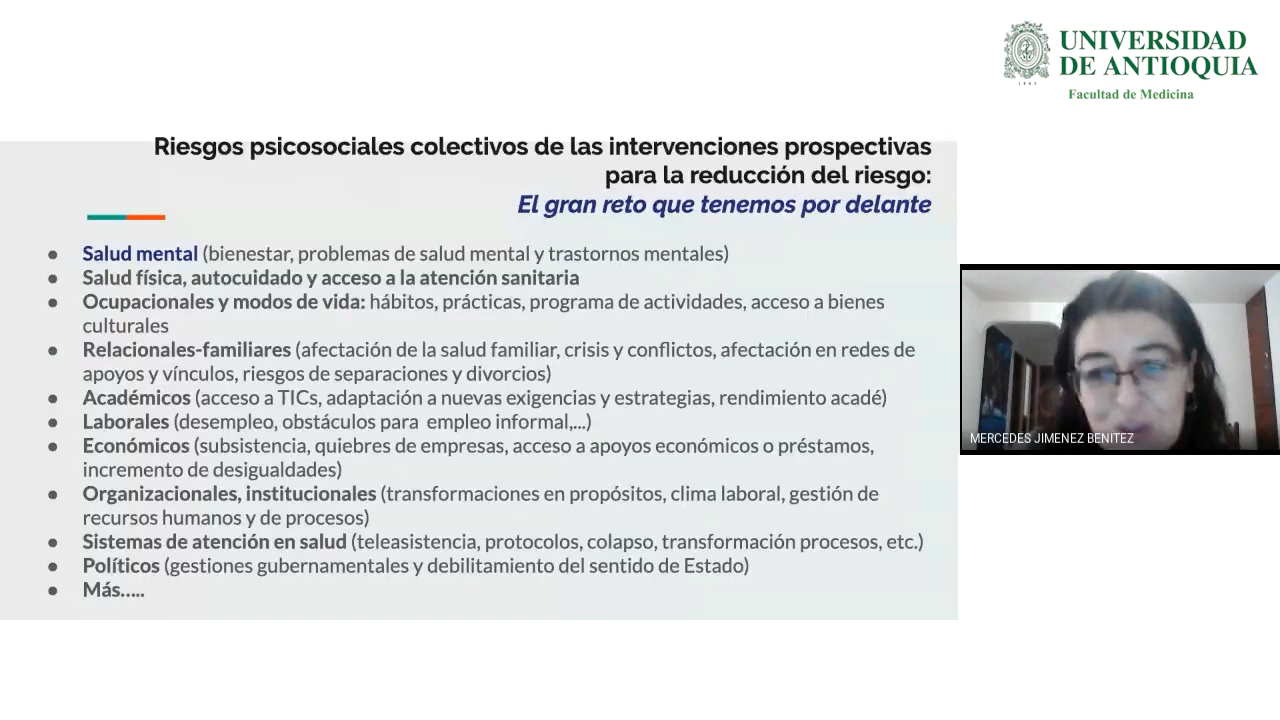 UNIVERSIDAD
DE ANTIOQUIA
1803
Facultad de Medicina
Riesgos psicosociales colectivos de las intervenciones prospectivas
para la reducción del riesgo:
El gran reto que tenemos por delante
● Salud mental (bienestar, problemas de salud mental y trastornos mentales)
● Salud física, autocuidado y acceso a la atención sanitaria
● Ocupacionales y modos de vida: hábitos, prácticas, programa de actividades, acceso a bienes
culturales
● Relacionales-familiares (afectación de la salud familiar, crisis y conflictos, afectación en redes de
apoyos y vínculos, riesgos de separaciones y divorcios)
● Académicos (acceso a TICs, adaptación a nuevas exigencias y estrategias, rendimiento acadé)
● Laborales (desempleo, obstáculos para empleo informal,...)
● Económicos (subsistencia, quiebres de empresas, acceso a apoyos económicos o préstamos,
incremento de desigualdades)
● Organizacionales, institucionales (transformaciones en propósitos, clima laboral, gestión de
recursos humanos y de procesos)
● Sistemas de atención en salud (teleasistencia, protocolos, colapso, transformación procesos, etc.)
● Políticos (gestiones gubernamentales y debilitamiento del sentido de Estado)
● Más.....
MERCEDES JIMENEZ BENITEZ